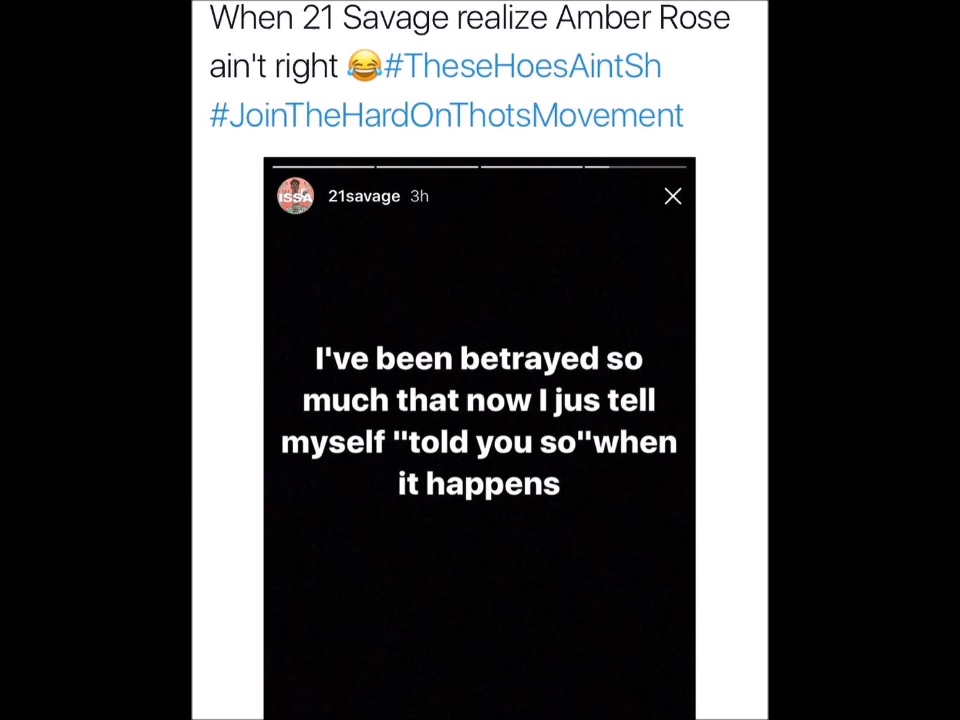 When 21 Savage realize Amber Rose
ain't right 😂#TheseHoesAintSh
#JoinTheHardOnThotsMovement
ISSA
21savage 3h
I've been betrayed so
much that now I jus tell
myself "told you so"when
it happens